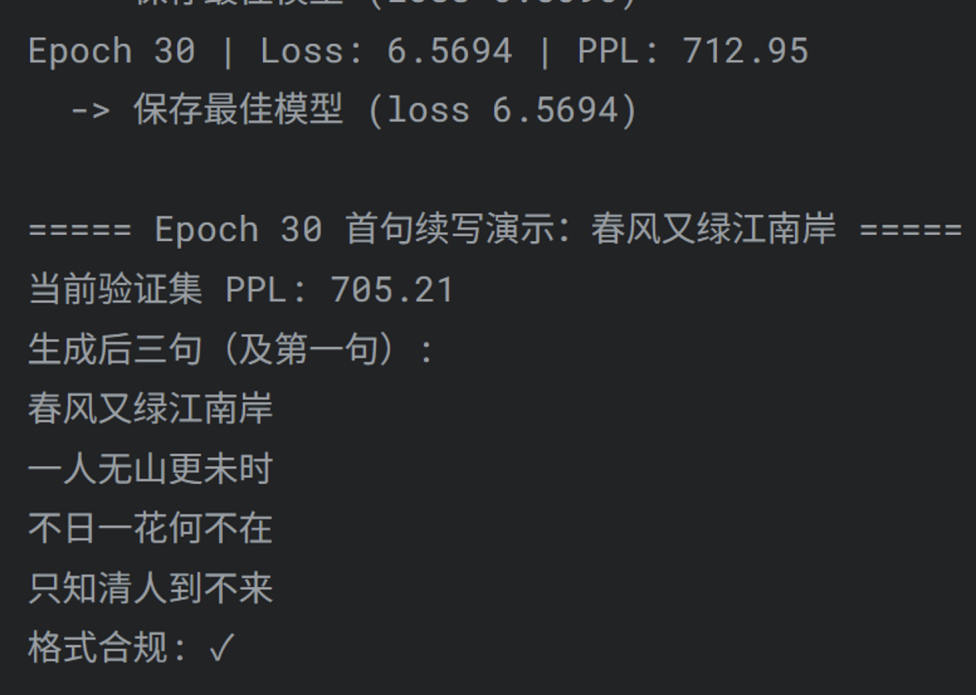 保存最佳模型 (loss 6.
Epoch 30 | Loss: 6.5694 | PPL: 712.95
-> 保存最佳模型 (loss 6.5694)
===== Epoch 30 首句续写演示: 春风又绿江南岸 =====
当前验证集 PPL: 705.21
生成后三句（及第一句）:
春风又绿江南岸
一人无山更未时
不日一花何不在
只知清人到不来
格式合规: ✓